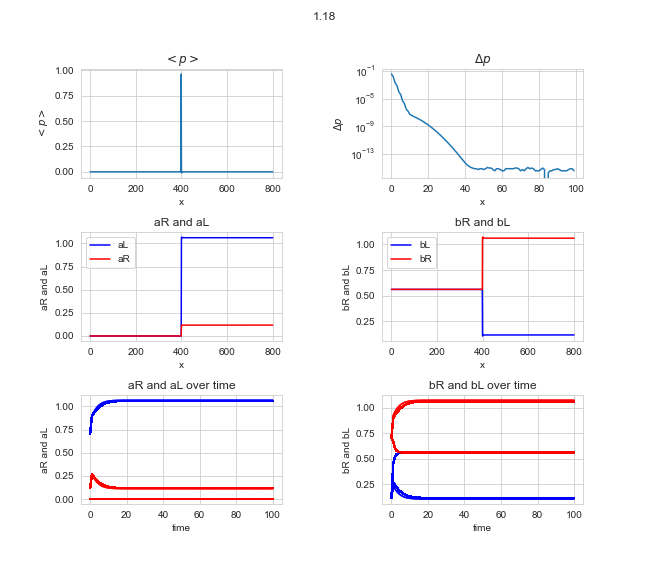 1.18
< p >
Δp
1.00
0.75
0.50
0.25
0.00
< p >
0 200 400 600 800
x
10⁻¹
10⁻⁵
10⁻⁹
10⁻¹³
Δp
0 20 40 60 80 100
x
aR and aL
bR and bL
1.00
0.75
0.50
0.25
0.00
aR and aL
aL
aR
0 200 400 600 800
x
1.00
0.75
0.50
0.25
bR and bL
bL
bR
0 200 400 600 800
x
aR and aL over time
bR and bL over time
1.00
0.75
0.50
0.25
0.00
aR and aL
0 20 40 60 80 100
time
1.00
0.75
0.50
0.25
bR and bL
0 20 40 60 80 100
time